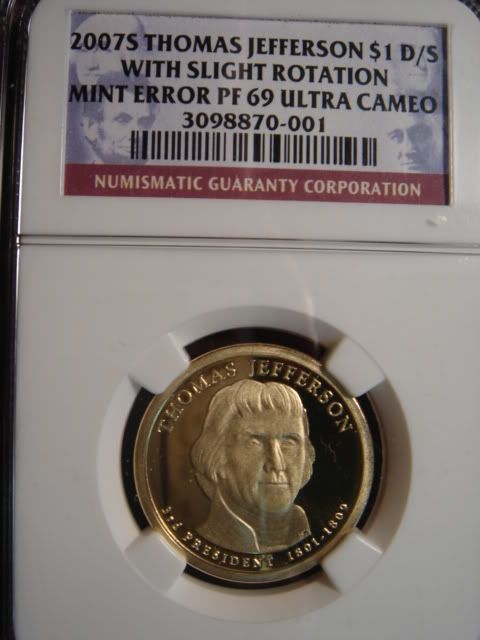 2007S THOMAS JEFFERSON $1 D/S
WITH SLIGHT ROTATION
MINT ERROR PF 69 ULTRA CAMEO
3098870-001
NUMISMATIC GUARANTY CORPORATION
THOMAS JEFFERSON
3rd PRESIDENT 1801-1809